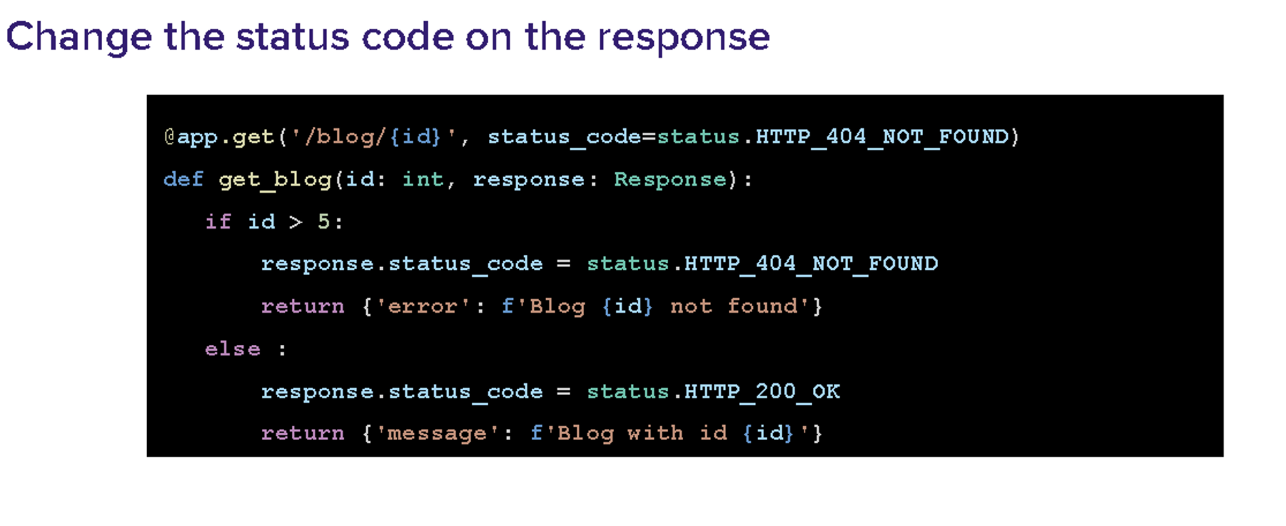 Change the status code on the response
@app.get('/blog/{id}', status_code=status.HTTP_404_NOT_FOUND)
def get_blog(id: int, response: Response):
if id > 5:
response.status_code = status.HTTP_404_NOT_FOUND
return {'error': f'Blog {id} not found'}
else :
response.status_code = status.HTTP_200_OK
return {'message': f'Blog with id {id}'}